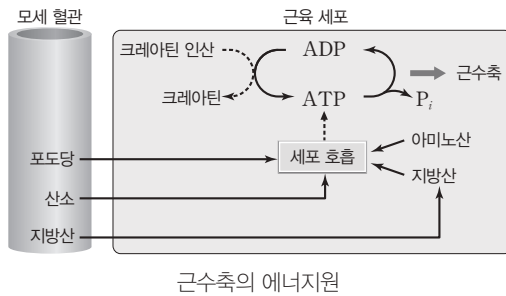 모세 혈관
근육 세포
크레아틴 인산
ADP
근수축
크레아틴
ATP
Pi
아미노산
포도당
세포 호흡
지방산
산소
지방산
근수축의 에너지원